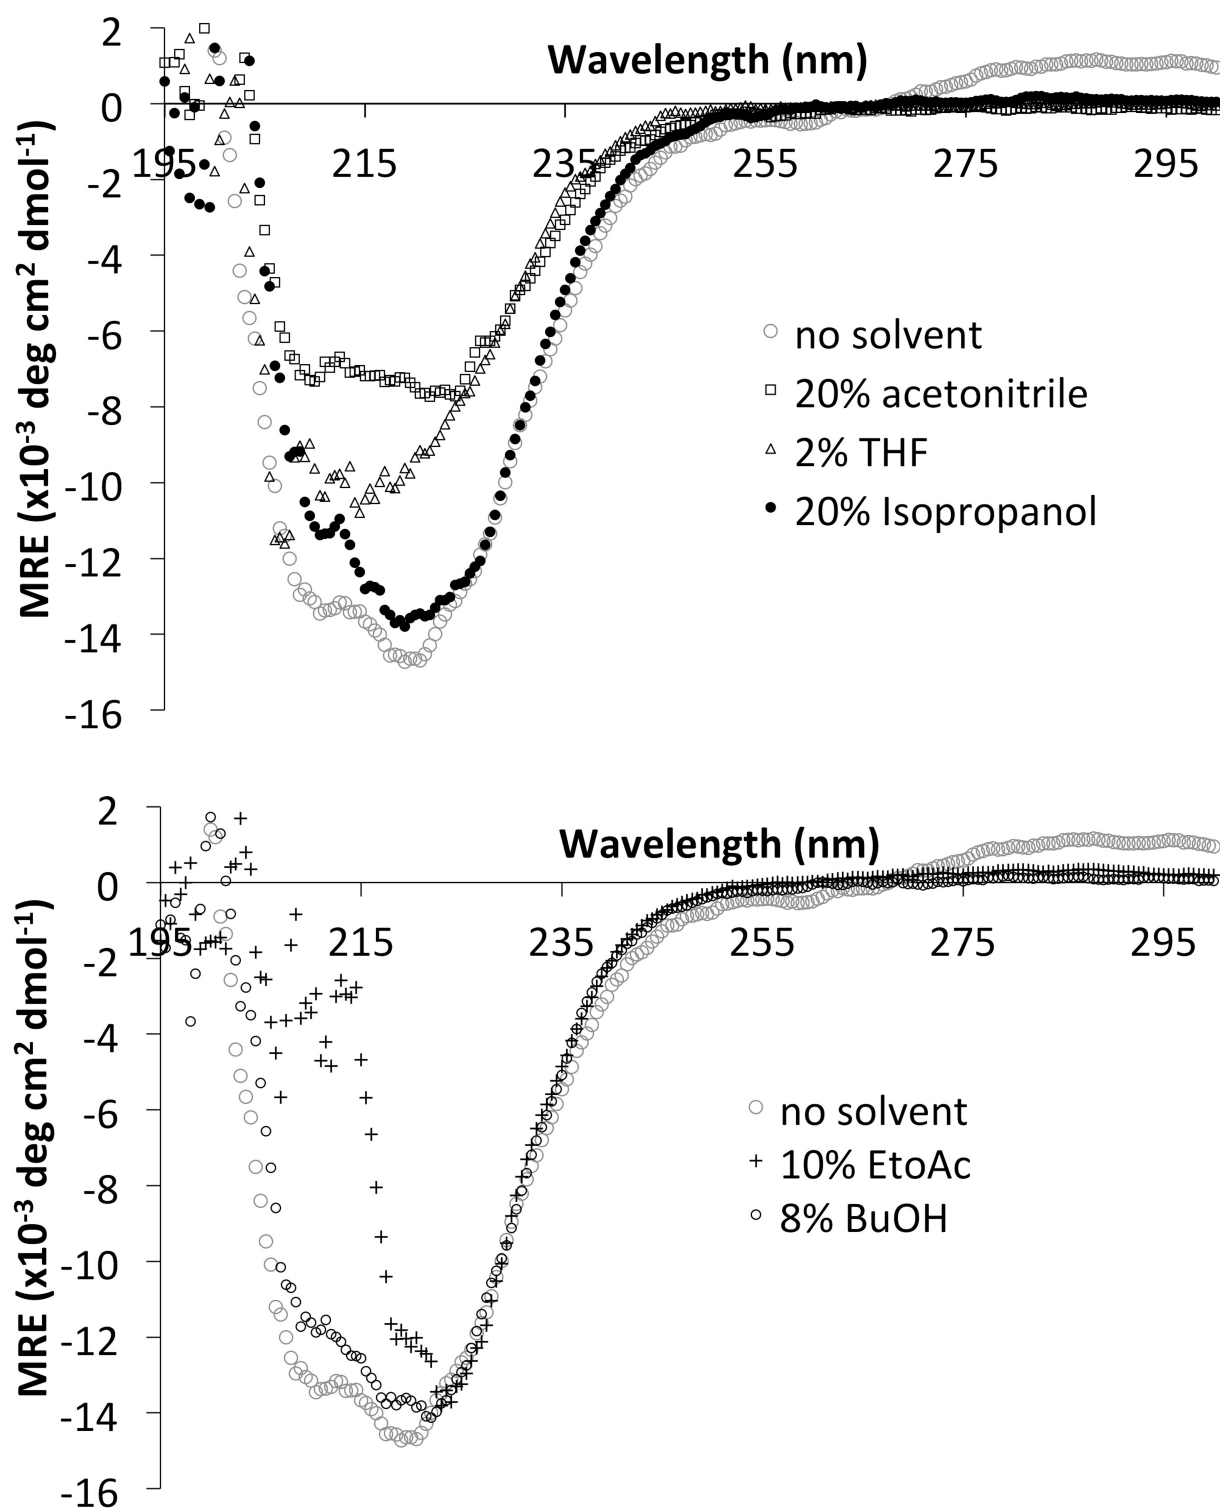 2
Wavelength (nm)
0
195 215 235 255 275 295
-2
-4
-6
-8
-10
-12
-14
-16
MRE (x10-3 deg cm2 dmol-1)
no solvent
20% acetonitrile
2% THF
20% Isopropanol
2
Wavelength (nm)
0
195 215 235 255 275 295
-2
-4
-6
-8
-10
-12
-14
-16
MRE (x10-3 deg cm2 dmol-1)
no solvent
10% EtoAc
8% BuOH